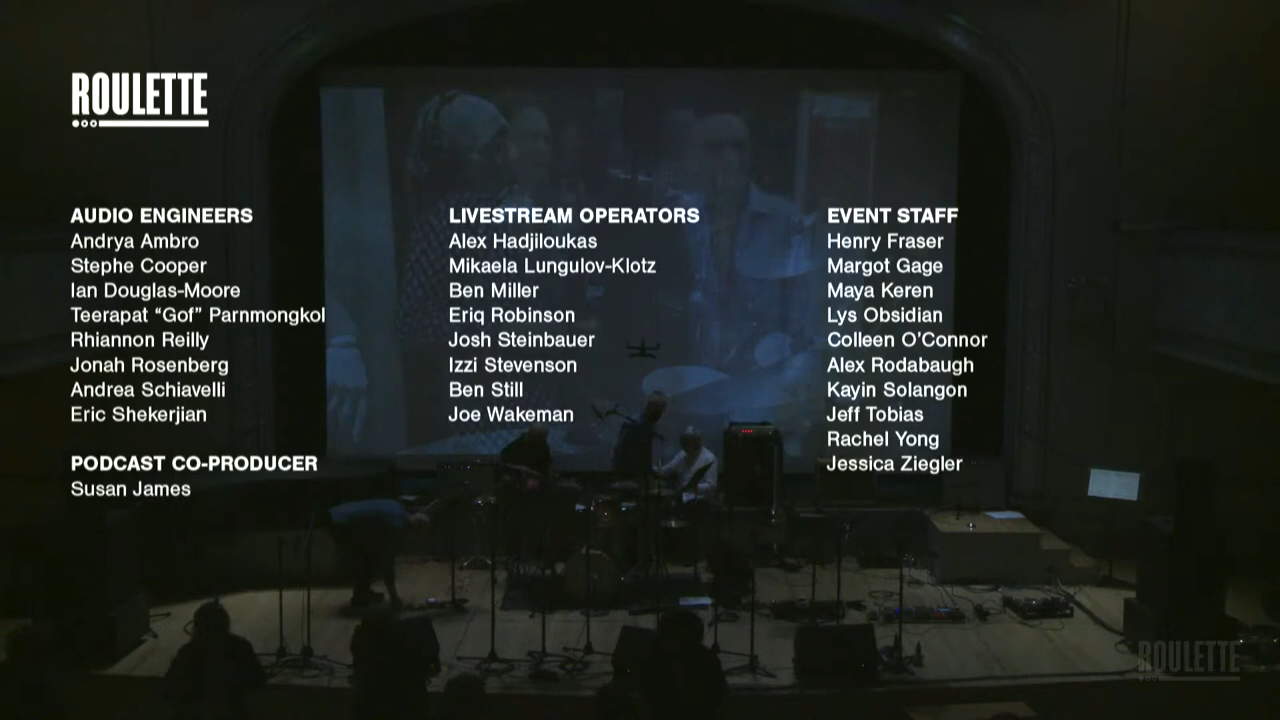 ROULETTE
AUDIO ENGINEERS
Andrya Ambro
Stephe Cooper
Ian Douglas-Moore
Teerapat “Gof” Parnmongkol
Rhiannon Reilly
Jonah Rosenberg
Andrea Schiavelli
Eric Shekerjian
PODCAST CO-PRODUCER
Susan James
LIVESTREAM OPERATORS
Alex Hadjiloukas
Mikaela Lungulov-Klotz
Ben Miller
Eriq Robinson
Josh Steinbauer
Izzi Stevenson
Ben Still
Joe Wakeman
EVENT STAFF
Henry Fraser
Margot Gage
Maya Keren
Lys Obsidian
Colleen O’Connor
Alex Rodabaugh
Kayin Solangon
Jeff Tobias
Rachel Yong
Jessica Ziegler
ROULETTE